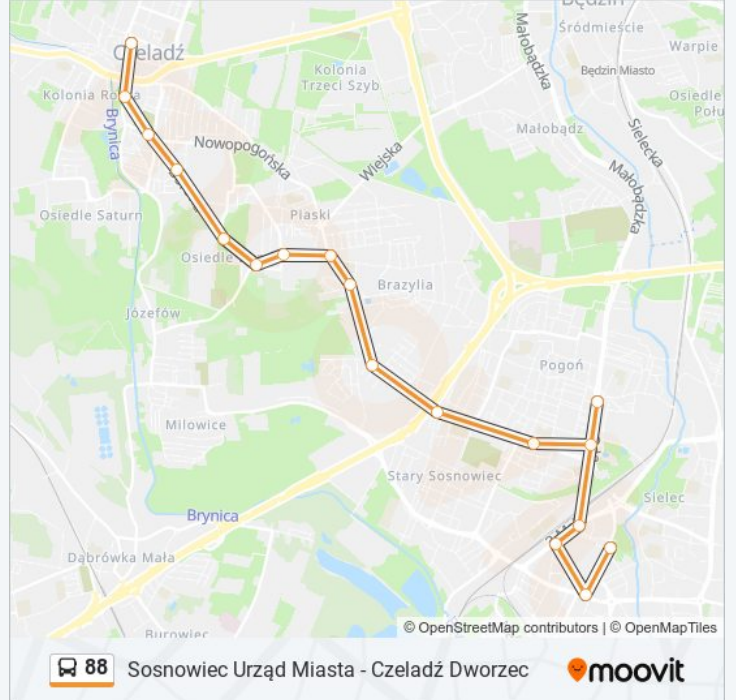 Będzin
Śródmieście
Małobądzka
Warpie
Czeladź
Kolonia
Trzeci Szyb
Będzin Miasto
Kolonia
Osiedle
Brynica
Małobądz
Sielecka
Nowopogońska
Wiejska
Małobądzka
Osiedle Saturn
Piaski
Osiedle
Brazylia
Józefów
Pogoń
Milowice
Stary Sosnowiec
Sielec
Brynica
Dąbrówka Mała
Burowiec
© OpenStreetMap contributors | © OpenMapTiles
88 Sosnowiec Urząd Miasta - Czeladź Dworzec
moovit